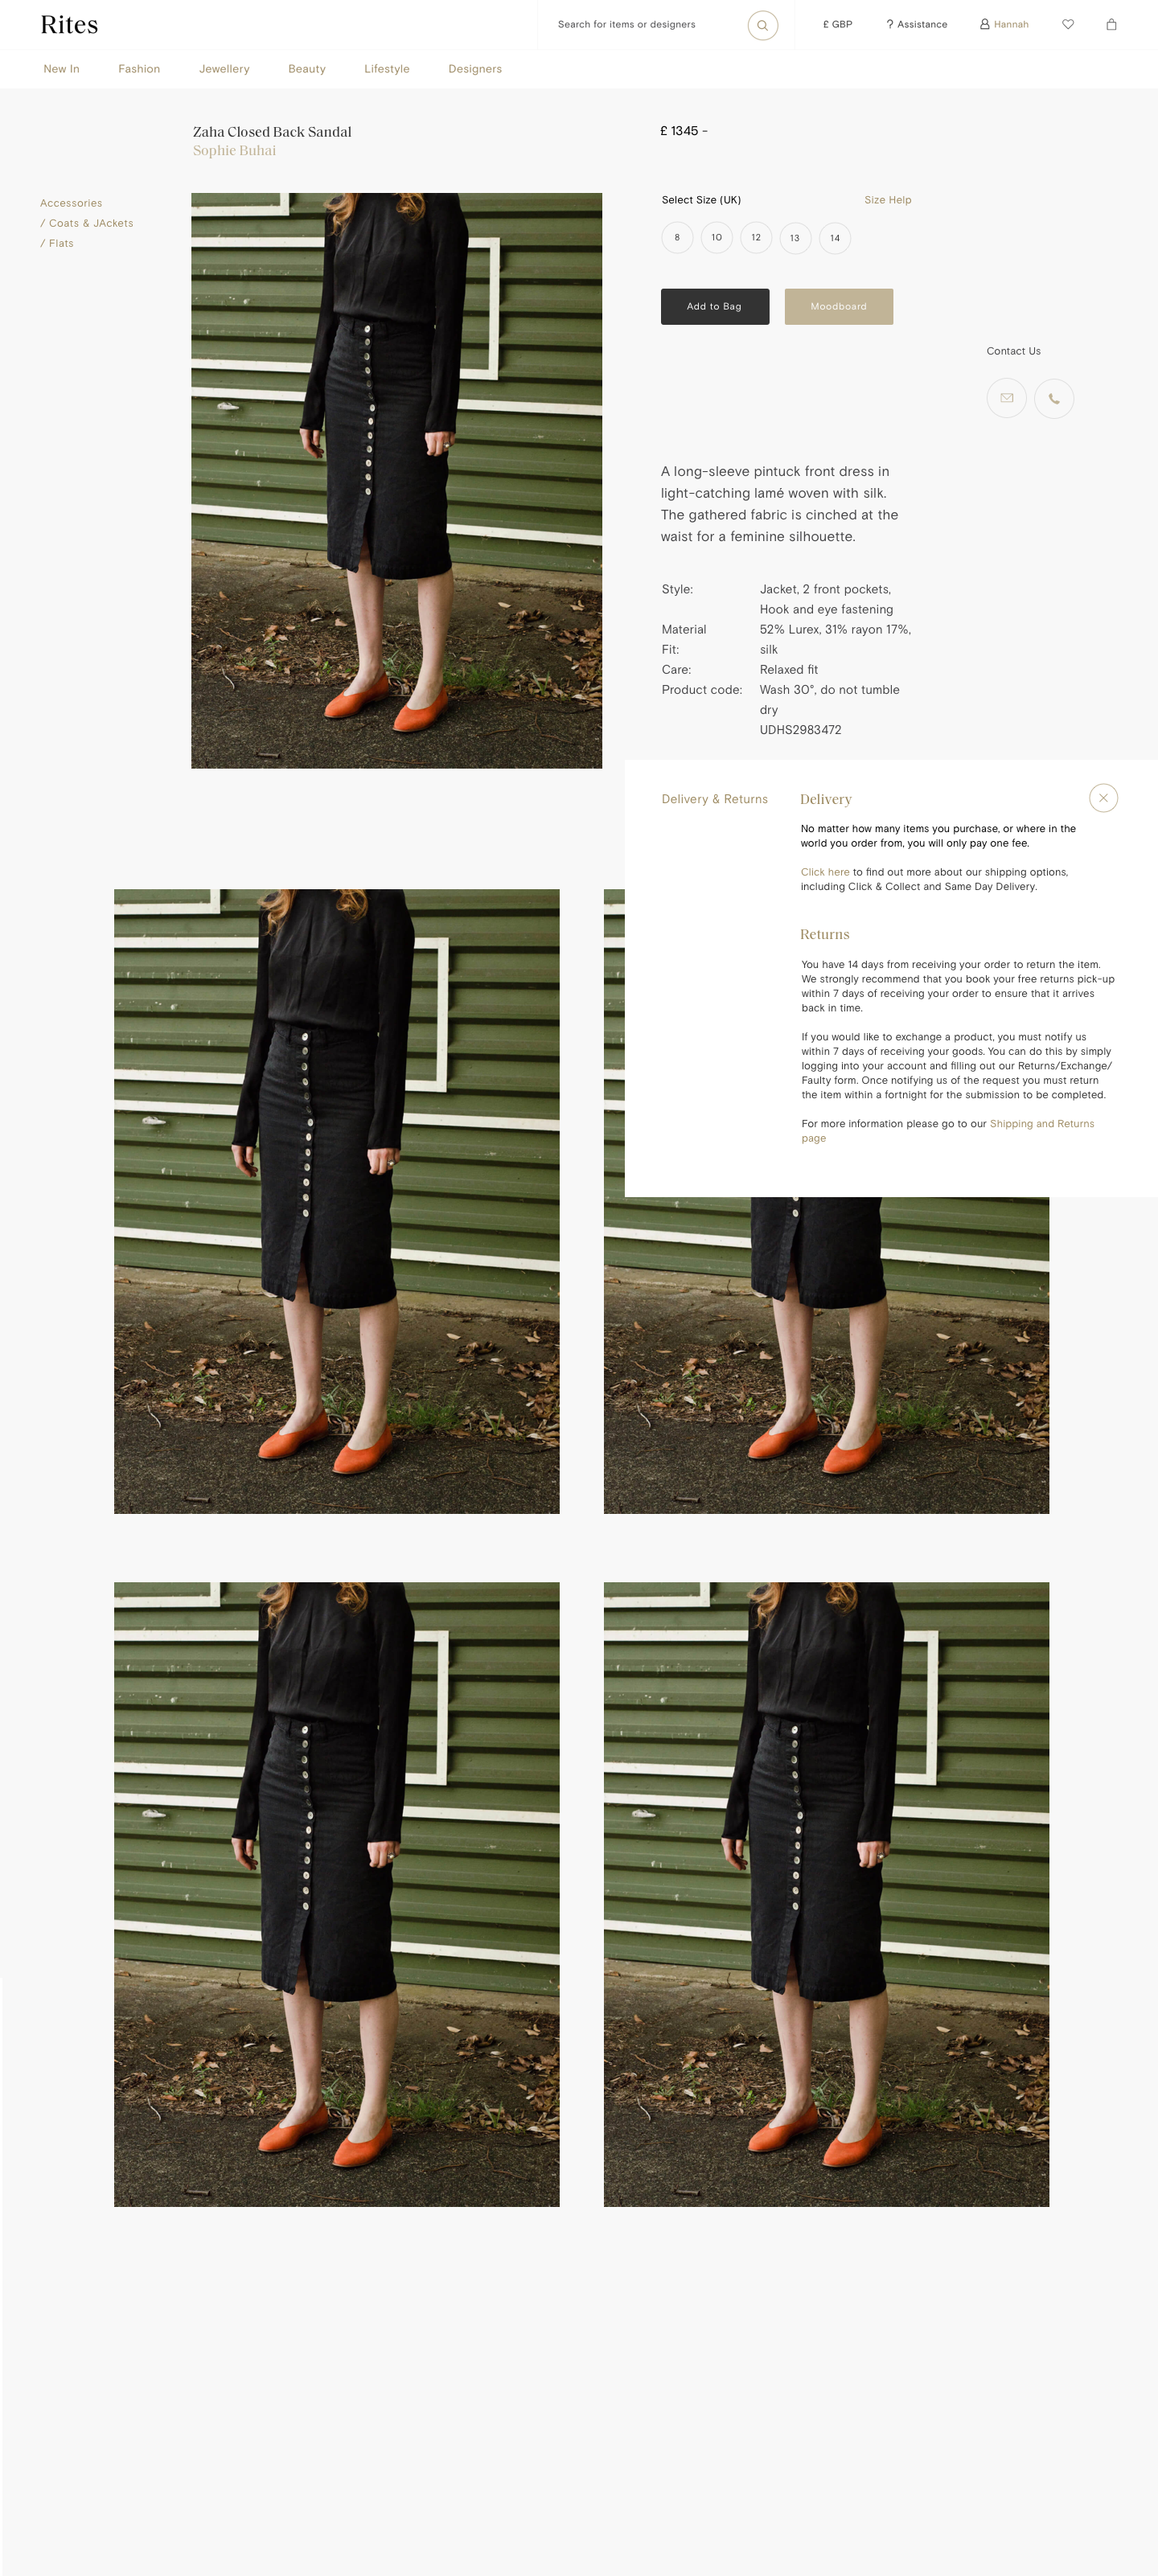 Rites
Search for items or designers
£ GBP
? Assistance
Hannah
New In
Fashion
Jewellery
Beauty
Lifestyle
Designers
Zaha Closed Back Sandal
Sophie Buhai
£ 1345 -
Accessories
/ Coats & JAckets
/ Flats
Select Size (UK)
Size Help
8
10
12
13
14
Add to Bag
Moodboard
Contact Us
A long-sleeve pintuck front dress in
light-catching lamé woven with silk.
The gathered fabric is cinched at the
waist for a feminine silhouette.
Style:
Material
Fit:
Care:
Product code:
Jacket, 2 front pockets,
Hook and eye fastening
52% Lurex, 31% rayon 17%,
silk
Relaxed fit
Wash 30°, do not tumble
dry
UDHS2983472
Delivery & Returns
Delivery
No matter how many items you purchase, or where in the
world you order from, you will only pay one fee.
Click here to find out more about our shipping options,
including Click & Collect and Same Day Delivery.
Returns
You have 14 days from receiving your order to return the item.
We strongly recommend that you book your free returns pick-up
within 7 days of receiving your order to ensure that it arrives
back in time.
If you would like to exchange a product, you must notify us
within 7 days of receiving your goods. You can do this by simply
logging into your account and filling out our Returns/Exchange/
Faulty form. Once notifying us of the request you must return
the item within a fortnight for the submission to be completed.
For more information please go to our Shipping and Returns
page